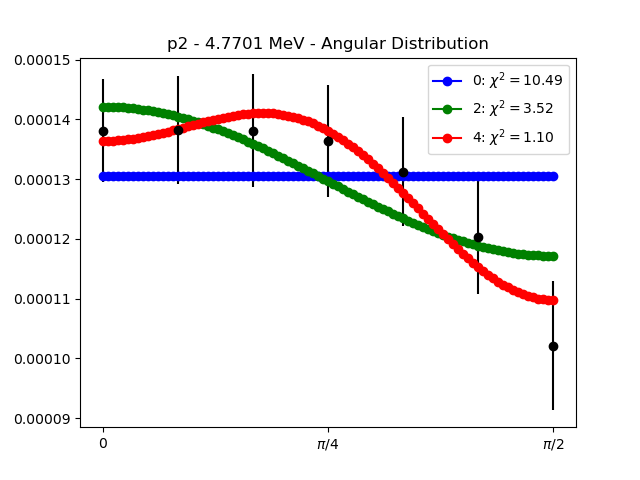 p2 - 4.7701 MeV - Angular Distribution
0.00015
0.00014
0.00013
0.00012
0.00011
0.00010
0.00009
0: χ² = 10.49
2: χ² = 3.52
4: χ² = 1.10
0
π/4
π/2